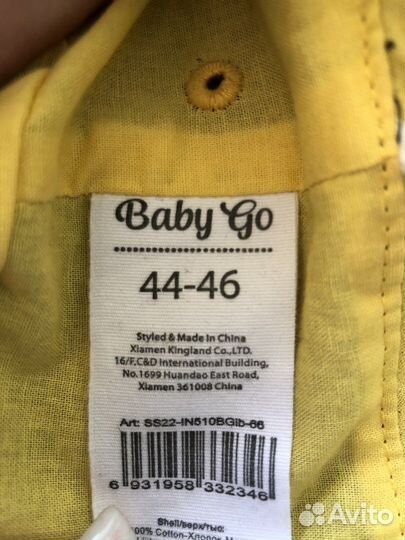 Baby Go
44-46
Styled & Made In China
Xiamen Kingland Co.,LTD.
16/F,C&D International Building,
No.1699 Huandao East Road,
Xiamen 361008 China
Art: SS22-IN510BGib-66
6 931958 332346
Shell/верх/тыс:
100% Cotton-Хлопок
Avito